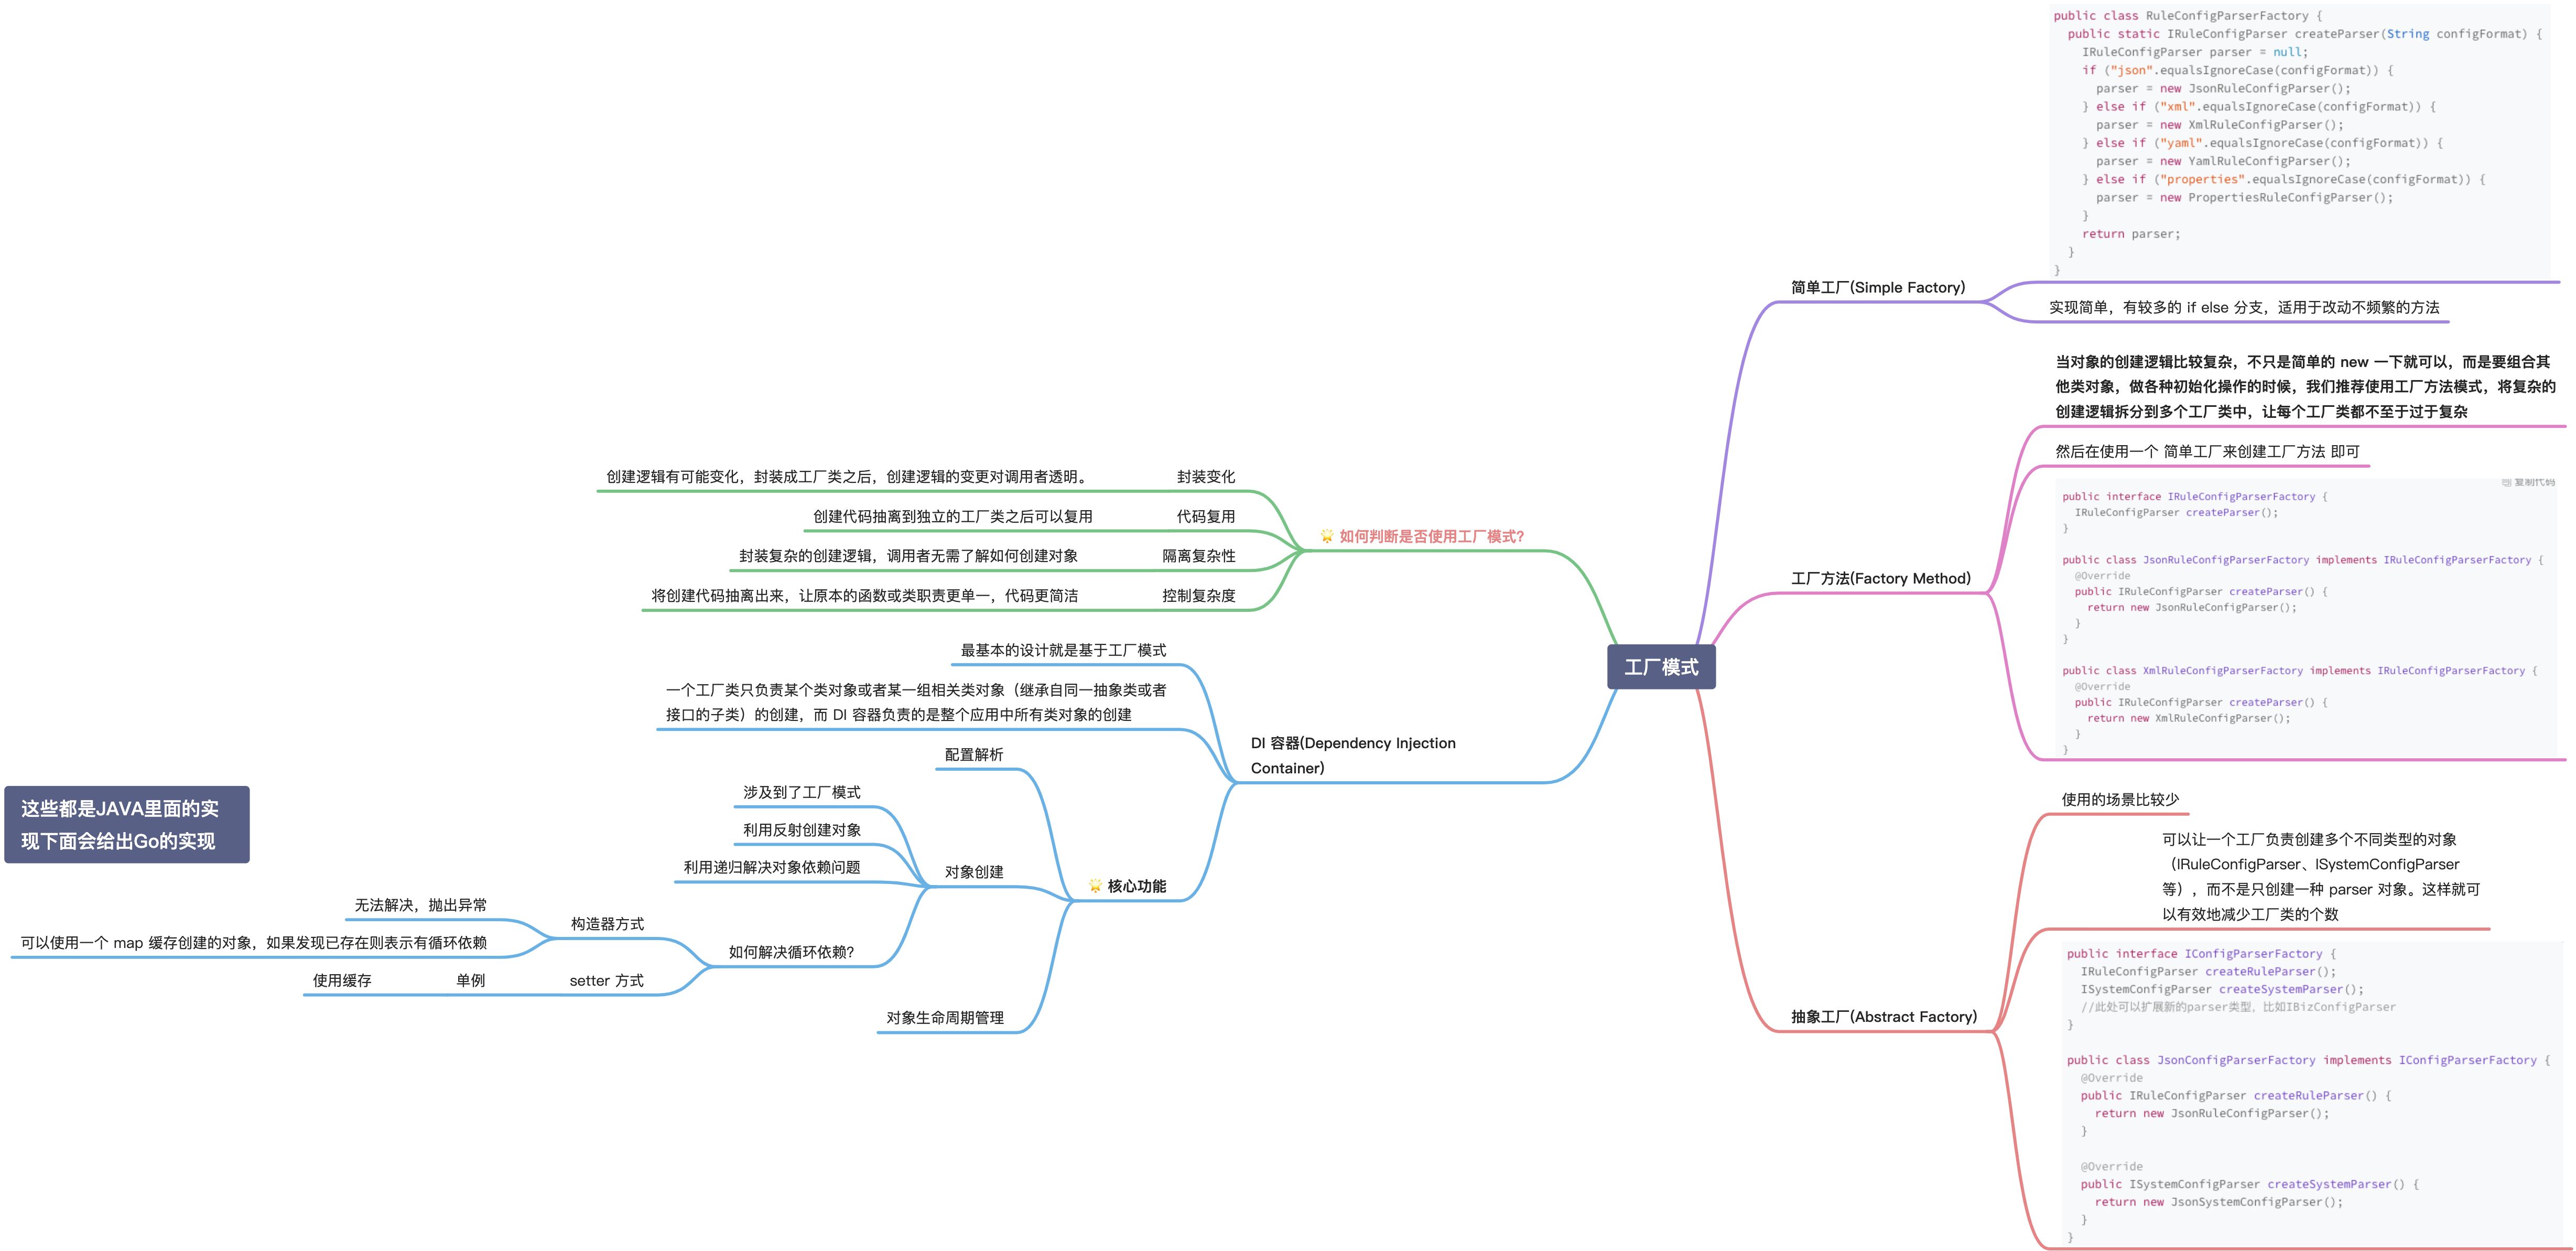 工厂模式
简单工厂(Simple Factory)
public class RuleConfigParserFactory {
public static IRuleConfigParser createParser(String configFormat) {
IRuleConfigParser parser = null;
if ("json".equalsIgnoreCase(configFormat)) {
parser = new JsonRuleConfigParser();
} else if ("xml".equalsIgnoreCase(configFormat)) {
parser = new XmlRuleConfigParser();
} else if ("yaml".equalsIgnoreCase(configFormat)) {
parser = new YamlRuleConfigParser();
} else if ("properties".equalsIgnoreCase(configFormat)) {
parser = new PropertiesRuleConfigParser();
}
return parser;
}
}
实现简单，有较多的 if else 分支，适用于改动不频繁的方法
工厂方法(Factory Method)
当对象的创建逻辑比较复杂，不只是简单的 new 一下就可以，而是要组合其
他类对象，做各种初始化操作的时候，我们推荐使用工厂方法模式，将复杂的
创建逻辑拆分到多个工厂类中，让每个工厂类都不至于过于复杂
然后在使用一个 简单工厂来创建工厂方法 即可
复制代码
public interface IRuleConfigParserFactory {
IRuleConfigParser createParser();
}
public class JsonRuleConfigParserFactory implements IRuleConfigParserFactory {
@Override
public IRuleConfigParser createParser() {
return new JsonRuleConfigParser();
}
}
public class XmlRuleConfigParserFactory implements IRuleConfigParserFactory {
@Override
public IRuleConfigParser createParser() {
return new XmlRuleConfigParser();
}
}
抽象工厂(Abstract Factory)
使用的场景比较少
可以让一个工厂负责创建多个不同类型的对象
（IRuleConfigParser、ISystemConfigParser
等），而不是只创建一种 parser 对象。这样就可
以有效地减少工厂类的个数
public interface IConfigParserFactory {
IRuleConfigParser createRuleParser();
ISystemConfigParser createSystemParser();
//此处可以扩展新的parser类型，比如IBizConfigParser
}
public class JsonConfigParserFactory implements IConfigParserFactory {
@Override
public IRuleConfigParser createRuleParser() {
return new JsonRuleConfigParser();
}
@Override
public ISystemConfigParser createSystemParser() {
return new JsonSystemConfigParser();
}
}
如何判断是否使用工厂模式？
封装变化
创建逻辑有可能变化，封装成工厂类之后，创建逻辑的变更对调用者透明。
代码复用
创建代码抽离到独立的工厂类之后可以复用
隔离复杂性
封装复杂的创建逻辑，调用者无需了解如何创建对象
控制复杂度
将创建代码抽离出来，让原本的函数或类职责更单一，代码更简洁
DI 容器(Dependency Injection
Container)
最基本的设计就是基于工厂模式
一个工厂类只负责某个类对象或者某一组相关类对象（继承自同一抽象类或者
接口的子类）的创建，而 DI 容器负责的是整个应用中所有类对象的创建
核心功能
配置解析
对象创建
涉及到了工厂模式
利用反射创建对象
利用递归解决对象依赖问题
如何解决循环依赖？
构造器方式
无法解决，抛出异常
可以使用一个 map 缓存创建的对象，如果发现已存在则表示有循环依赖
setter 方式
单例
使用缓存
对象生命周期管理
这些都是JAVA里面的实
现下面会给出Go的实现